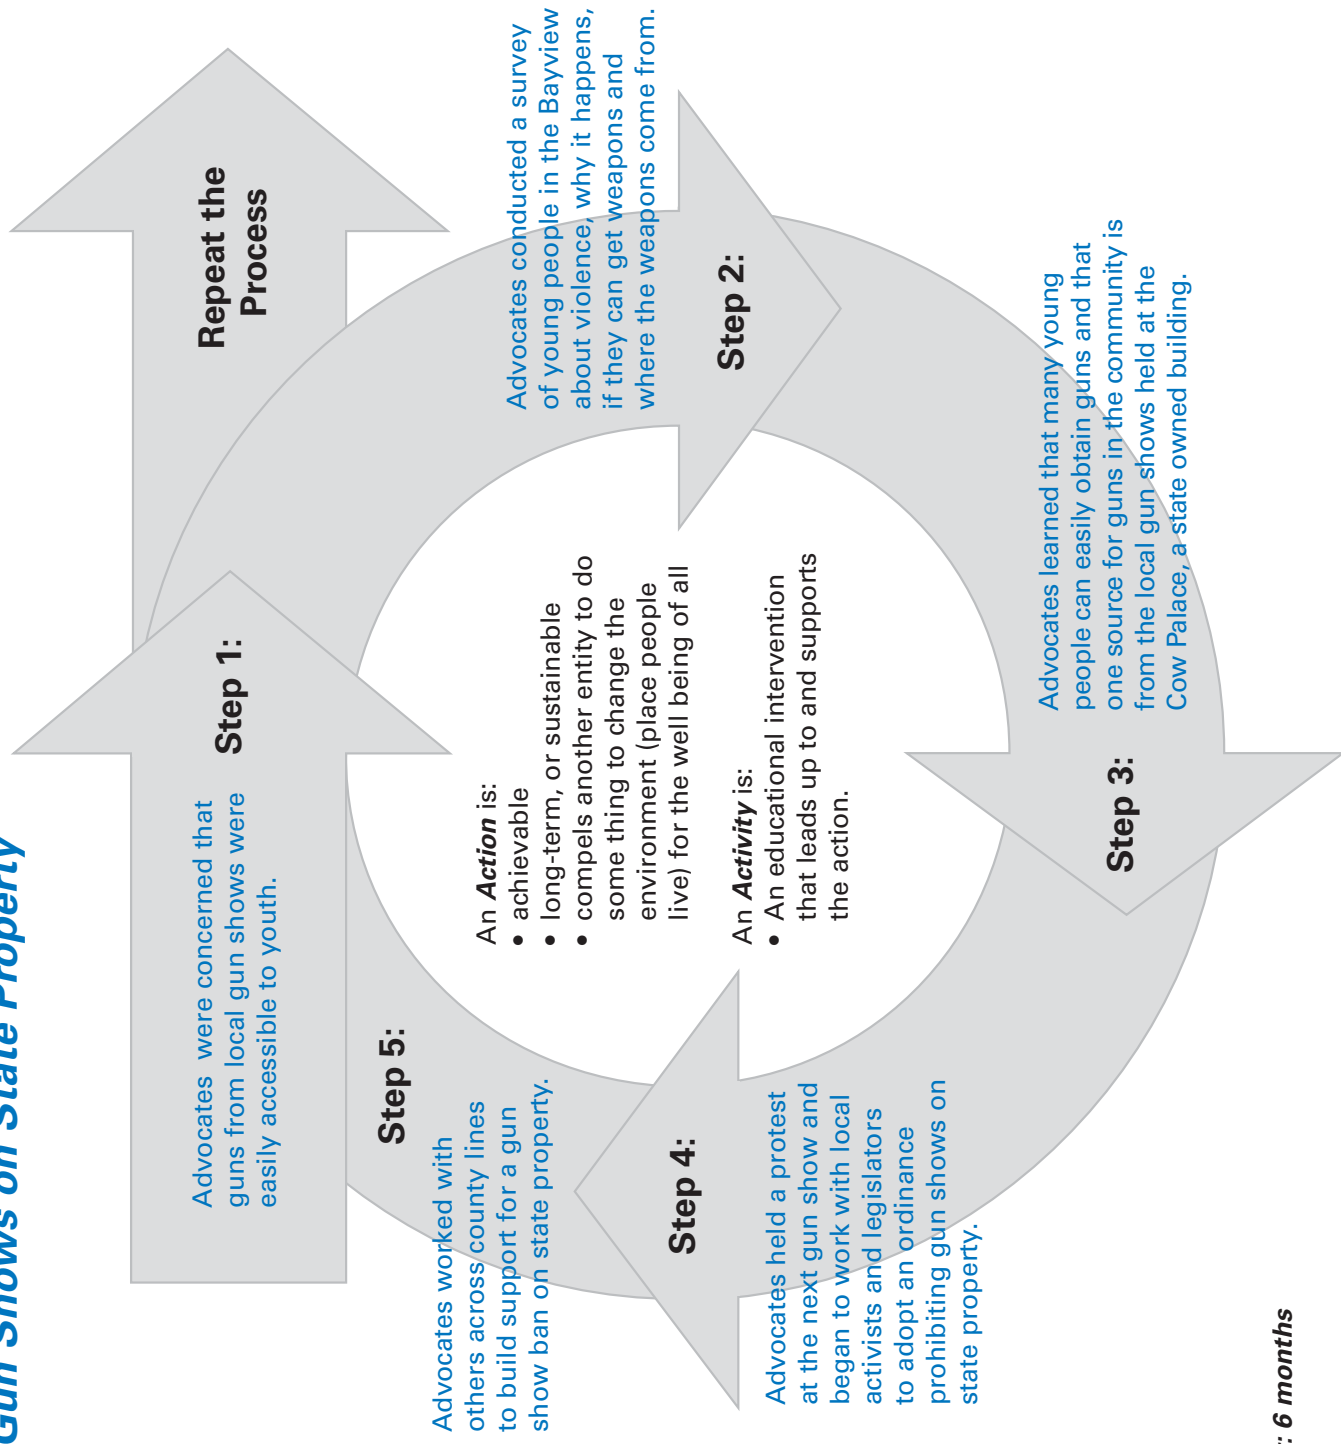 Gun Shows on State Property
Advocates were concerned that
guns from local gun shows were
easily accessible to youth.
Step 1:
Repeat the
Process
Advocates conducted a survey
of young people in the Bayview
about violence, why it happens,
if they can get weapons and
where the weapons come from.
Step 2:
Advocates learned that many young
people can easily obtain guns and that
one source for guns in the community is
from the local gun shows held at the
Cow Palace, a state owned building.
Step 3:
Advocates held a protest
at the next gun show and
began to work with local
activists and legislators
to adopt an ordinance
prohibiting gun shows on
state property.
Step 4:
Step 5:
Advocates worked with
others across county lines
to build support for a gun
show ban on state property.
An Action is:
• achievable
• long-term, or sustainable
• compels another entity to do
some thing to change the
environment (place people
live) for the well being of all
An Activity is:
• An educational intervention
that leads up to and supports
the action.
: 6 months